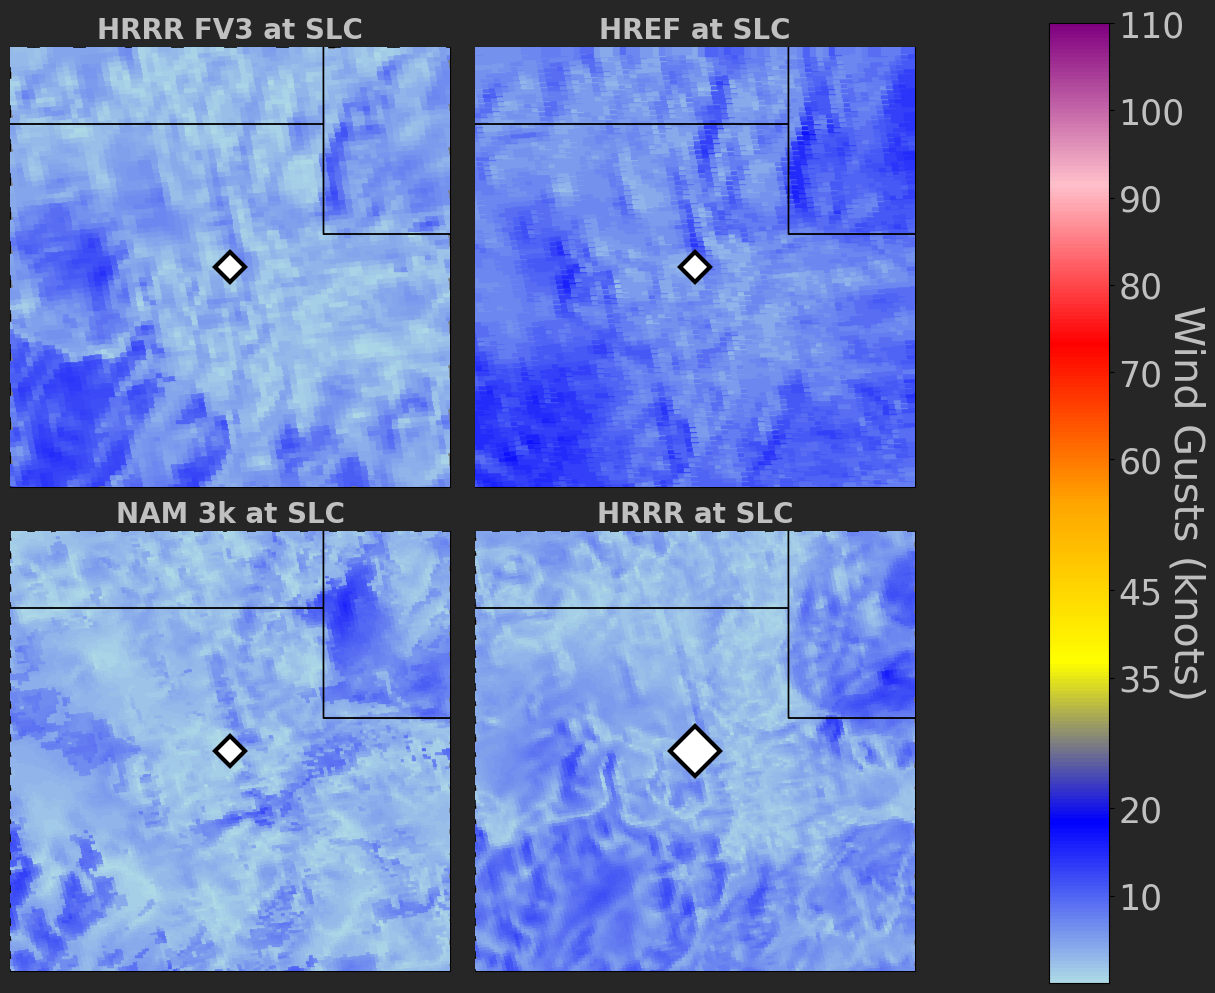 HRRR FV3 at SLC
HREF at SLC
NAM 3k at SLC
HRRR at SLC
110
100
90
80
70
60
45
35
20
10
Wind Gusts (knots)